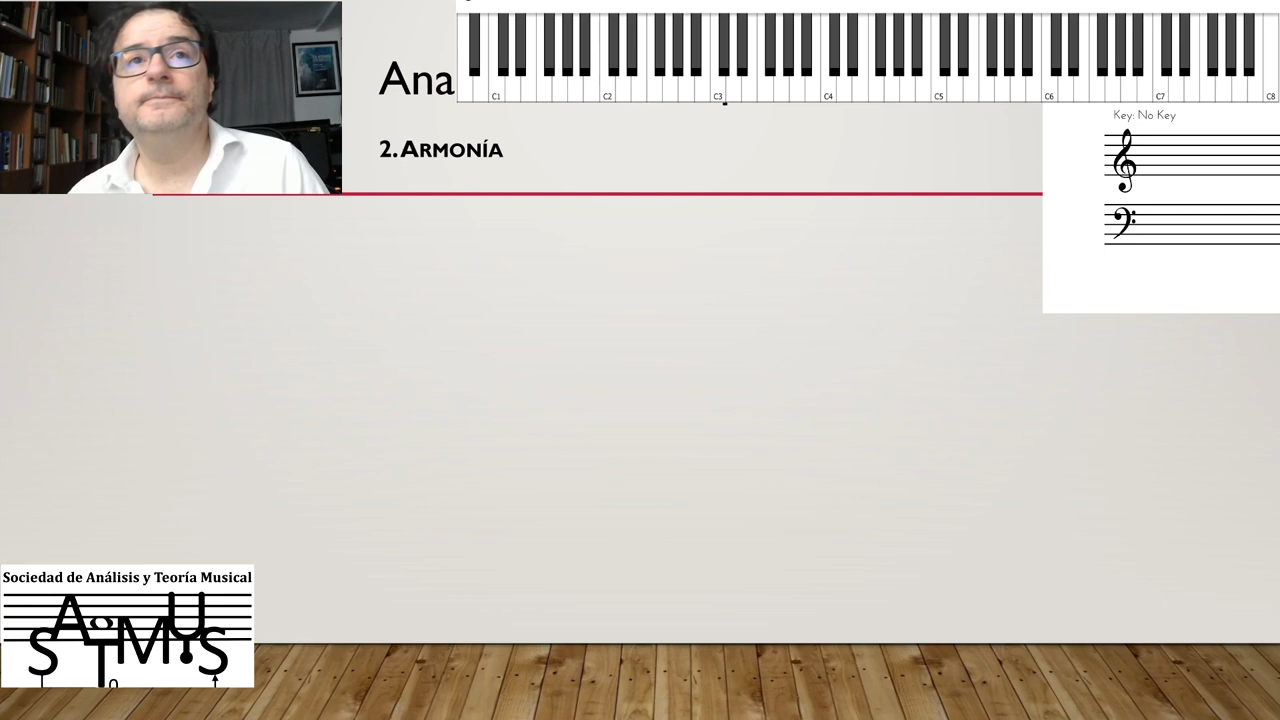 Ana
2. ARMONÍA
C1 C2 C3 C4 C5 C6 C7 C8
Key: No Key
Sociedad de Análisis y Teoría Musical
SATMUS